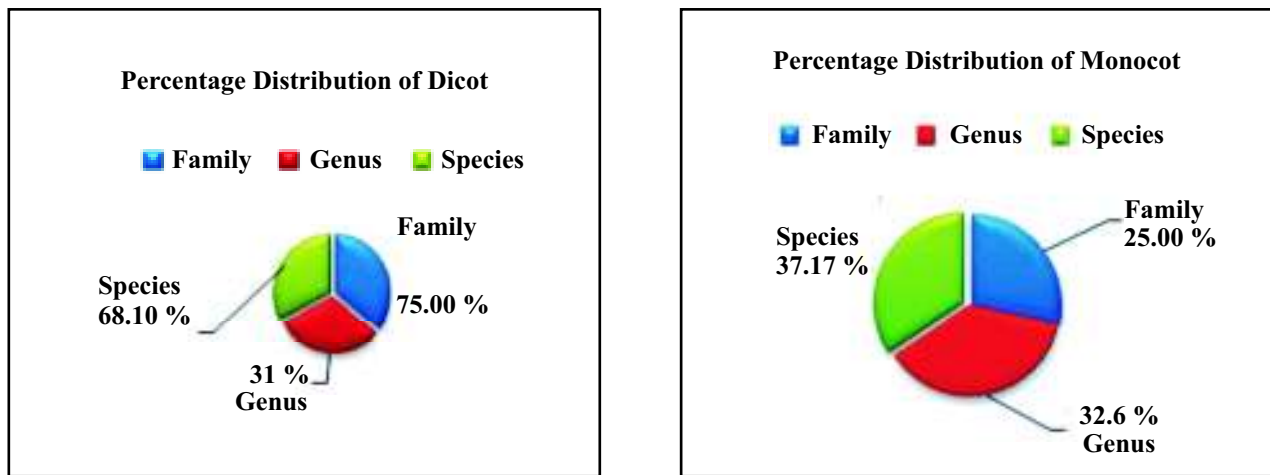 Percentage Distribution of Dicot
Family Genus Species
Family
75.00 %
Species
68.10 %
31 %
Genus
Percentage Distribution of Monocot
Family Genus Species
Family
25.00 %
Species
37.17 %
32.6 %
Genus